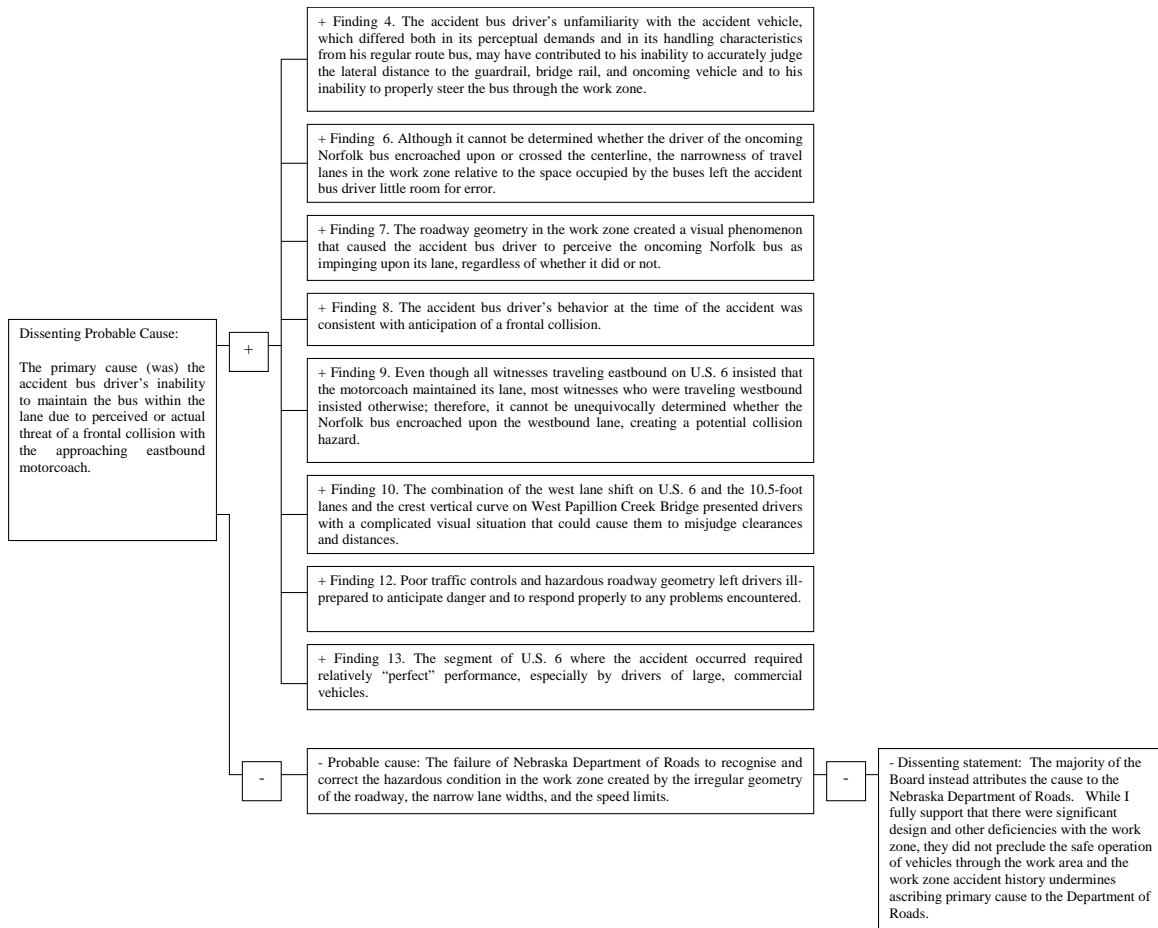 Dissenting Probable Cause:
The primary cause (was) the
accident bus driver's inability
to maintain the bus within the
lane due to perceived or actual
threat of a frontal collision with
the approaching eastbound
motorcoach.
+
+ Finding 4. The accident bus driver's unfamiliarity with the accident vehicle,
which differed both in its perceptual demands and in its handling characteristics
from his regular route bus, may have contributed to his inability to accurately judge
the lateral distance to the guardrail, bridge rail, and oncoming vehicle and to his
inability to properly steer the bus through the work zone.
+ Finding 6. Although it cannot be determined whether the driver of the oncoming
Norfolk bus encroached upon or crossed the centerline, the narrowness of travel
lanes in the work zone relative to the space occupied by the buses left the accident
bus driver little room for error.
+ Finding 7. The roadway geometry in the work zone created a visual phenomenon
that caused the accident bus driver to perceive the oncoming Norfolk bus as
impinging upon its lane, regardless of whether it did or not.
+ Finding 8. The accident bus driver's behavior at the time of the accident was
consistent with anticipation of a frontal collision.
+ Finding 9. Even though all witnesses traveling eastbound on U.S. 6 insisted that
the motorcoach maintained its lane, most witnesses who were traveling westbound
insisted otherwise; therefore, it cannot be unequivocally determined whether the
Norfolk bus encroached upon the westbound lane, creating a potential collision
hazard.
+ Finding 10. The combination of the west lane shift on U.S. 6 and the 10.5-foot
lanes and the crest vertical curve on West Papillion Creek Bridge presented drivers
with a complicated visual situation that could cause them to misjudge clearances
and distances.
+ Finding 12. Poor traffic controls and hazardous roadway geometry left drivers ill-
prepared to anticipate danger and to respond properly to any problems encountered.
+ Finding 13. The segment of U.S. 6 where the accident occurred required
relatively "perfect" performance, especially by drivers of large, commercial
vehicles.
-
- Probable cause: The failure of Nebraska Department of Roads to recognise and
correct the hazardous condition in the work zone created by the irregular geometry
of the roadway, the narrow lane widths, and the speed limits.
-
- Dissenting statement: The majority of the
Board instead attributes the cause to the
Nebraska Department of Roads. While I
fully support that there were significant
design and other deficiencies with the work
zone, they did not preclude the safe operation
of vehicles through the work area and the
work zone accident history undermines
ascribing primary cause to the Department of
Roads.